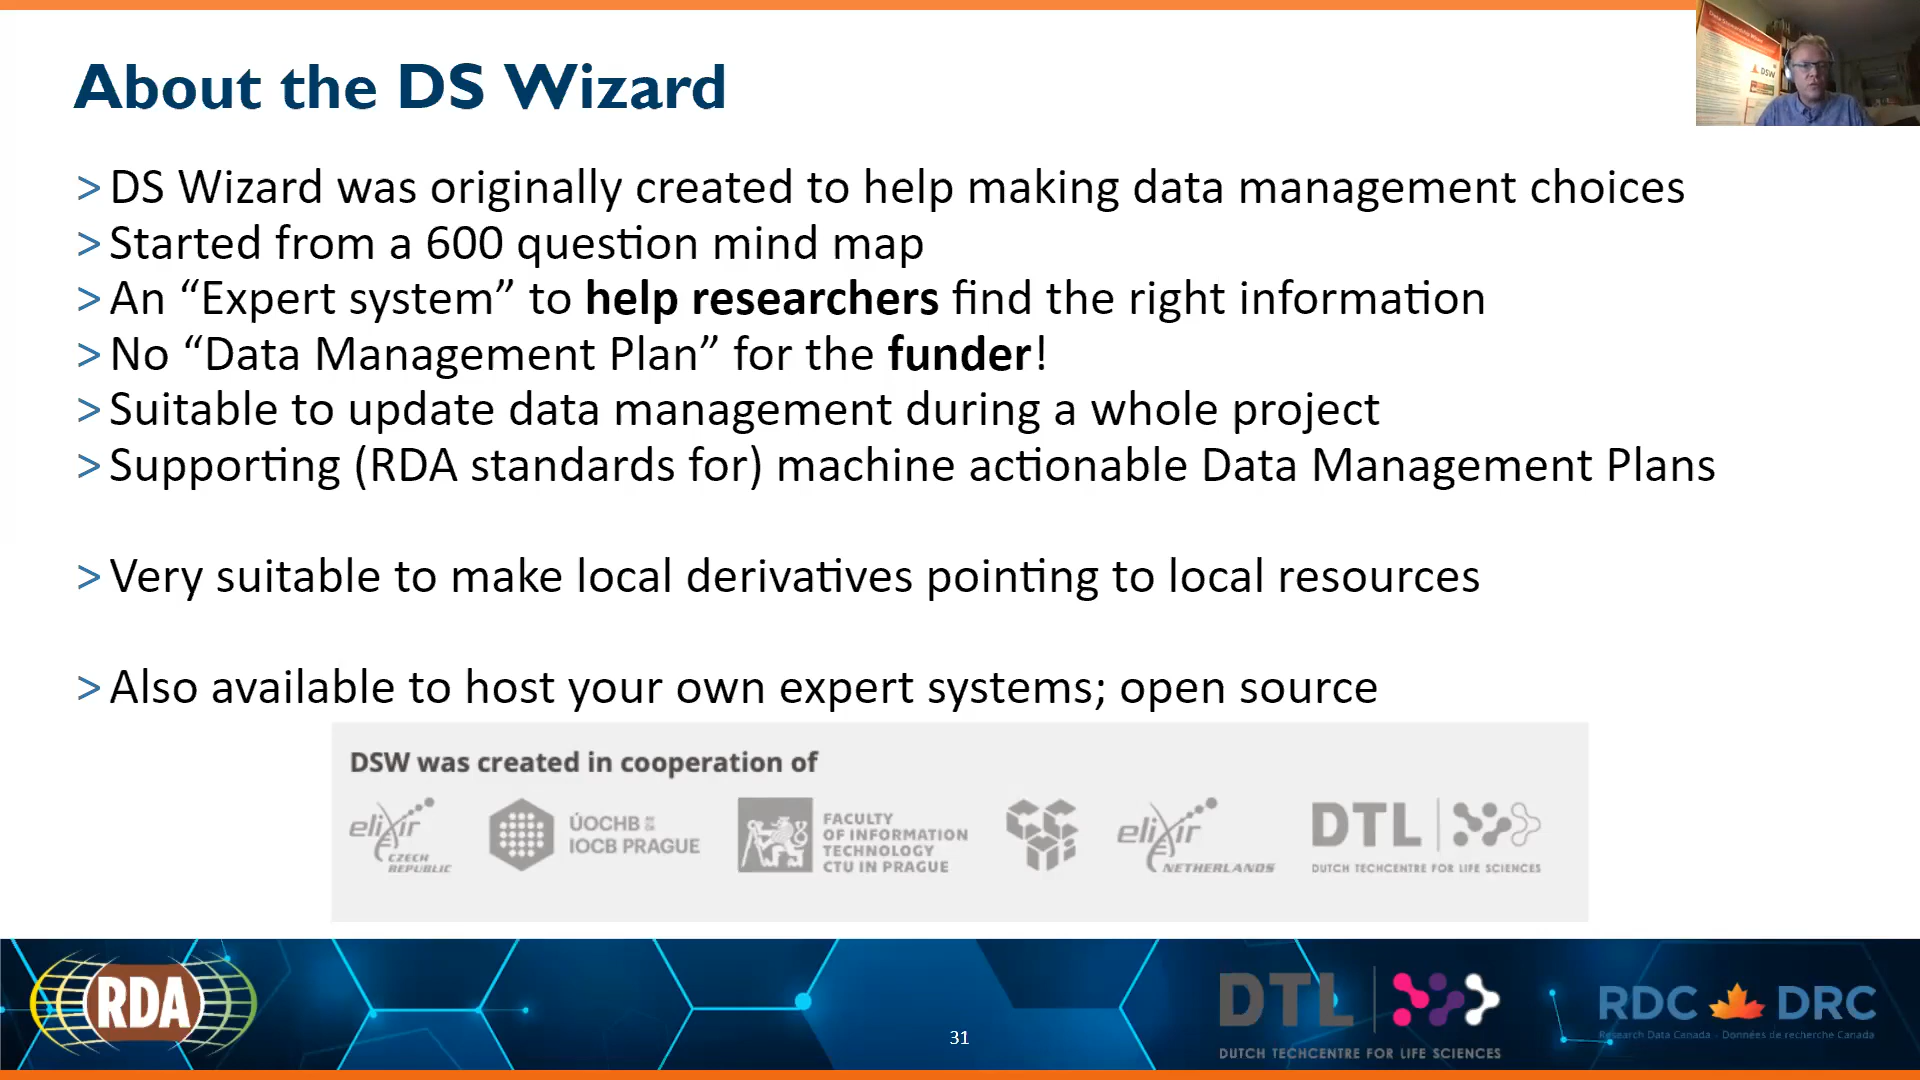 About the DS Wizard
> DS Wizard was originally created to help making data management choices
> Started from a 600 question mind map
> An “Expert system” to help researchers find the right information
> No “Data Management Plan” for the funder!
> Suitable to update data management during a whole project
> Supporting (RDA standards for) machine actionable Data Management Plans
> Very suitable to make local derivatives pointing to local resources
> Also available to host your own expert systems; open source
DSW was created in cooperation of
elixir
CZECH
REPUBLIC
ÚOCHB
IOCB PRAGUE
FACULTY
OF INFORMATION
TECHNOLOGY
CTU IN PRAGUE
elixir
NETHERLANDS
DTL
DUTCH TECHCENTRE FOR LIFE SCIENCES
RDA
31
DTL
DUTCH TECHCENTRE FOR LIFE SCIENCES
RDC DRC
Research Data Canada - Données de recherche Canada
DSW